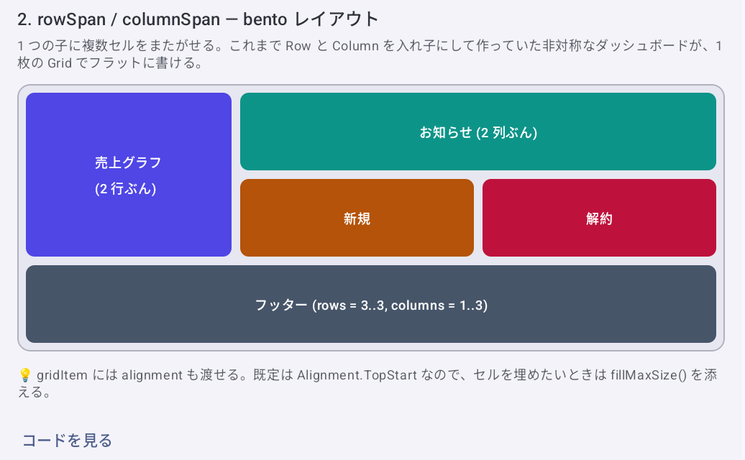 2. rowSpan / columnSpan — bento レイアウト
1 つの子に複数セルをまたがせる。これまで Row と Column を入れ子にして作っていた非対称なダッシュボードが、1
枚の Grid でフラットに書ける。
売上グラフ
(2 行ぶん)
お知らせ (2 列ぶん)
新規
解約
フッター (rows = 3..3, columns = 1..3)
💡 gridItem には alignment も渡せる。既定は Alignment.TopStart なので、セルを埋めたいときは fillMaxSize() を添
える。
コードを見る